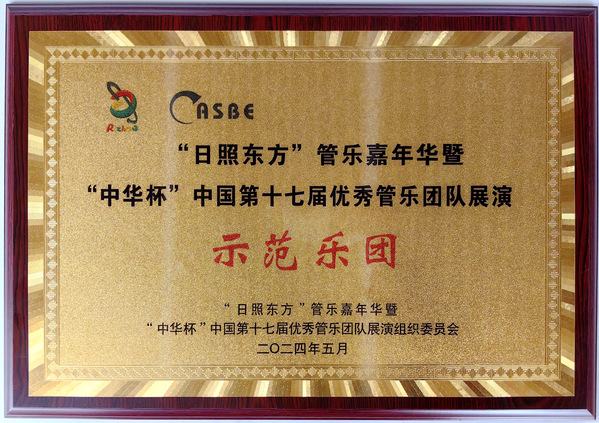 Rizhao CASBE
“日照东方”管乐嘉年华暨
“中华杯”中国第十七届优秀管乐团队展演
示范乐团
“日照东方”管乐嘉年华暨
“中华杯”中国第十七届优秀管乐团队展演组织委员会
二〇二四年五月